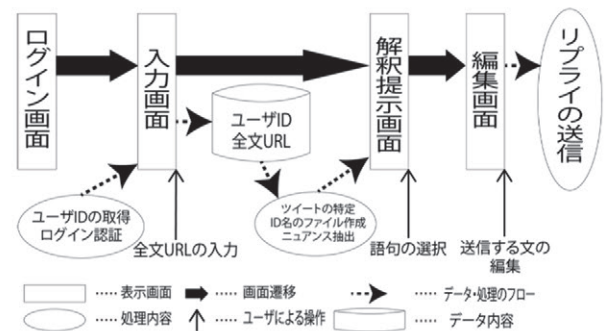 ログイン画面
入力画面
解釈提示画面
編集画面
リプライの送信
ユーザID
全文URL
ユーザIDの取得
ログイン認証
ツイートの特定
ID名のファイル作成
ニュアンス抽出
全文URLの入力
語句の選択
送信する文の
編集
····· 表示画面
····· 画面遷移
····· データ・処理のフロー
····· 処理内容
····· ユーザによる操作
····· データ内容